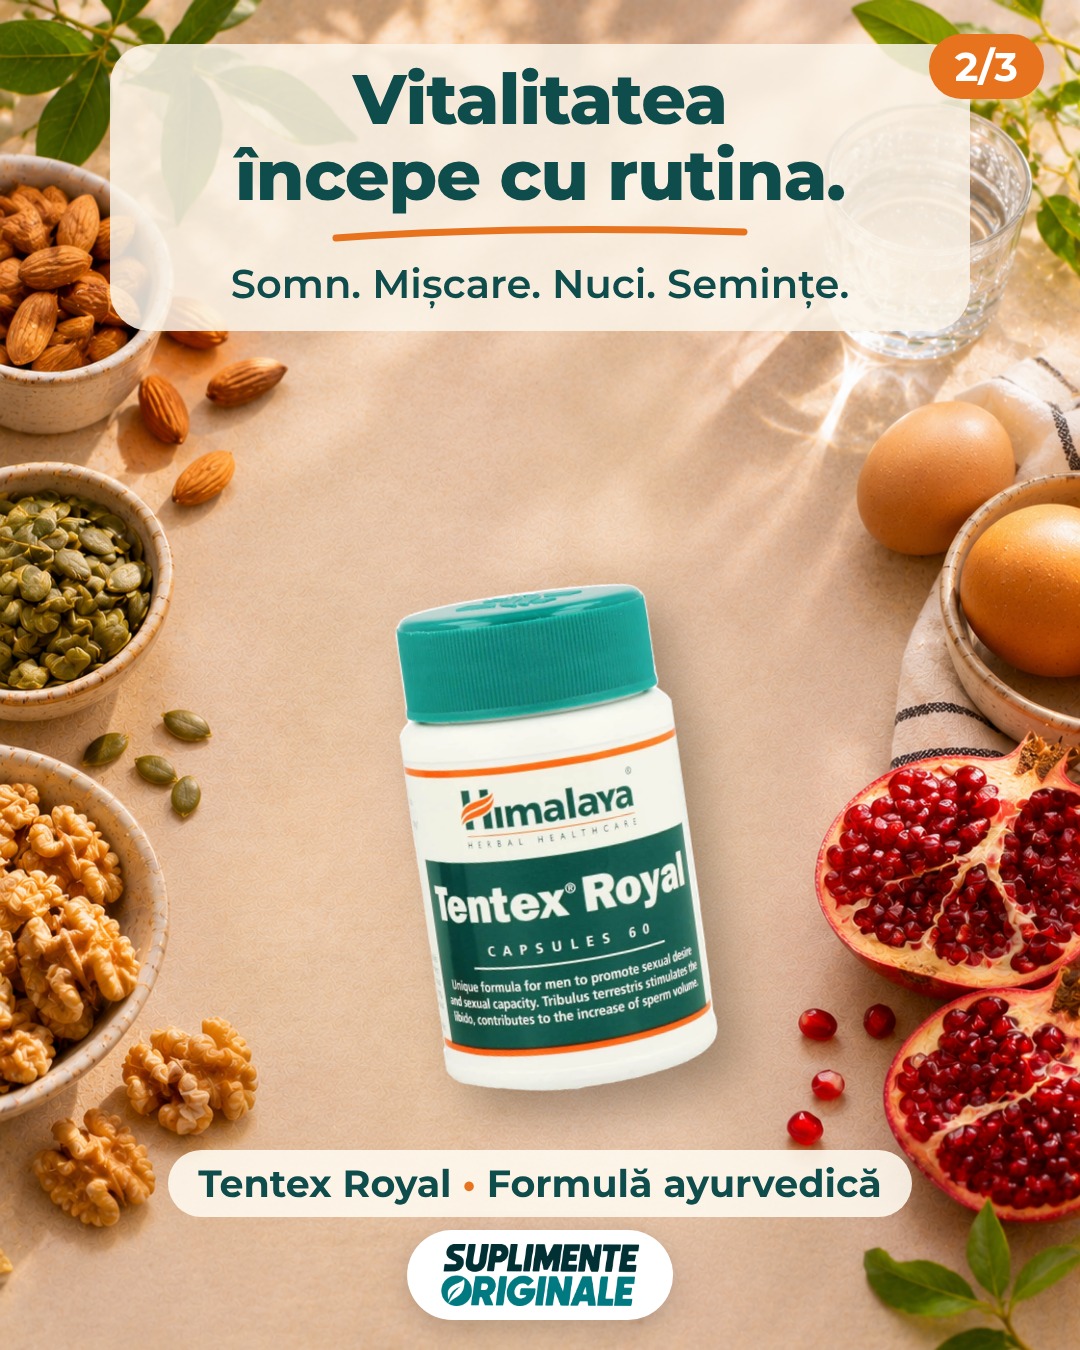 2/3
Vitalitatea
începe cu rutina.
Somn. Mișcare. Nuci. Semințe.
®
Himalaya
HERBAL HEALTHCARE
Tentex® Royal
CAPSULES 60
Unique formula for men to promote sexual desire
and sexual capacity. Tribulus terrestris stimulates the
libido, contributes to the increase of sperm volume.
Tentex Royal • Formulă ayurvedică
SUPLIMENTE
ORIGINALE